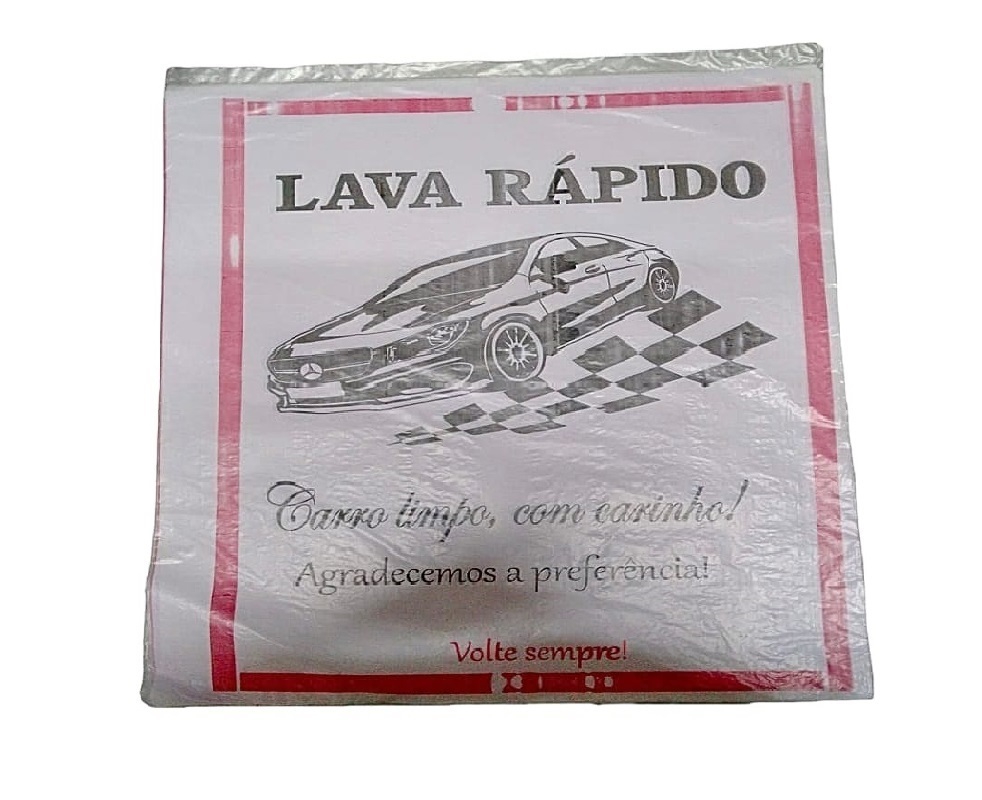 LAVA RÁPIDO
Carro limpo, com carinho!
Agradecemos a preferência!
Volte sempre!